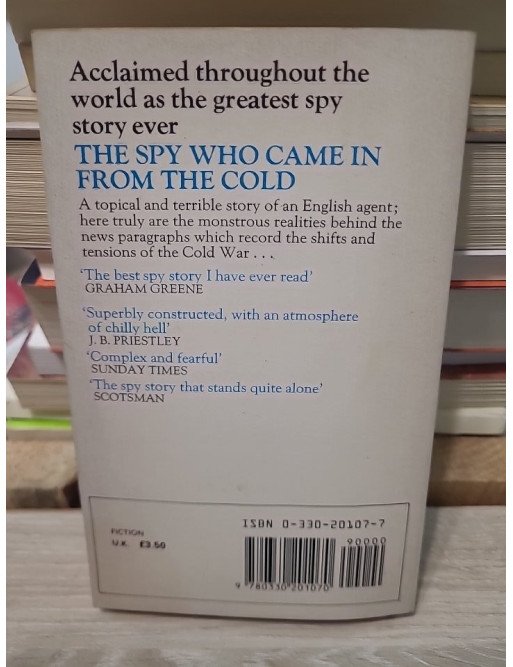 Acclaimed throughout the
world as the greatest spy
story ever
THE SPY WHO CAME IN
FROM THE COLD
A topical and terrible story of an English agent;
here truly are the monstrous realities behind the
news paragraphs which record the shifts and
tensions of the Cold War . . .
‘The best spy story I have ever read’
GRAHAM GREENE
‘Superbly constructed, with an atmosphere
of chilly hell’
J. B. PRIESTLEY
‘Complex and fearful’
SUNDAY TIMES
‘The spy story that stands quite alone’
SCOTSMAN
FICTION
U.K. £3.50
ISBN 0-330-20107-7
90000
9 780330 201070